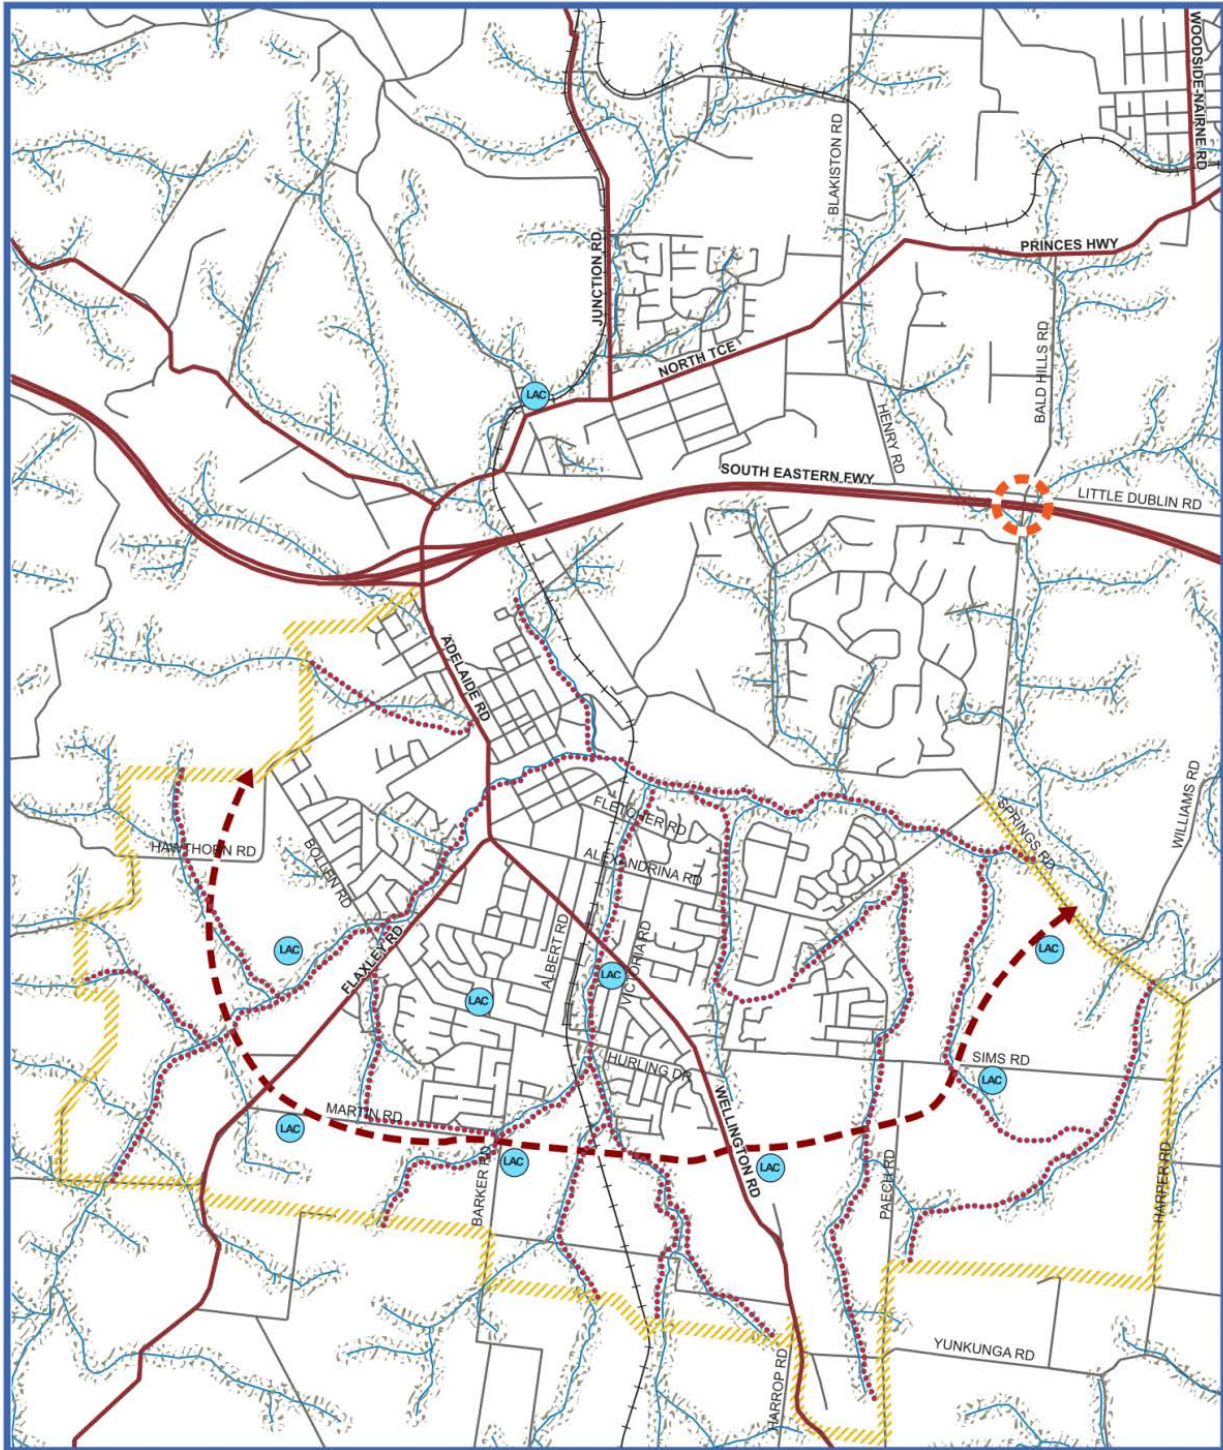 WOODSIDE-NAIRNE RD
BLAKISTON RD
PRINCES HWY
JUNCTION RD
NORTH TCE
BALD HILLS RD
LAC
HENRY RD
SOUTH EASTERN FWY
LITTLE DUBLIN RD
ADELAIDE RD
WILLIAMS RD
FLETCHER RD
SPRINGS RD
HAWTHORN RD
BOLLEN RD
ALEXANDRINA RD
ALBERT RD
VICTORIA RD
FLAXLEY RD
LAC
LAC
LAC
LAC
HURLING DR
SIMS RD
LAC
MARTIN RD
WELLINGTON RD
LAC
LAC
LAC
BARKER RD
PAECH RD
HARPER RD
YUNKUNGA RD
HARROP RD